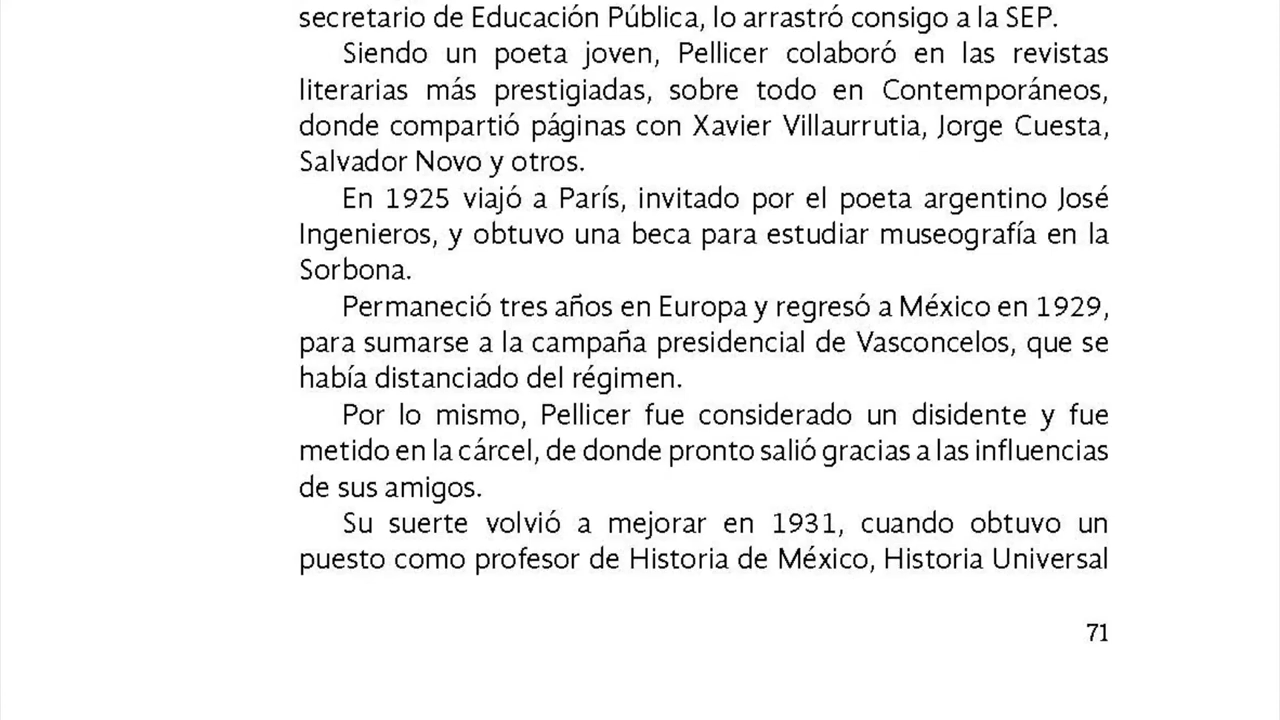 secretario de Educación Pública, lo arrastró consigo a la SEP.
Siendo un poeta joven, Pellicer colaboró en las revistas
literarias más prestigiadas, sobre todo en Contemporáneos,
donde compartió páginas con Xavier Villaurrutia, Jorge Cuesta,
Salvador Novo y otros.
En 1925 viajó a París, invitado por el poeta argentino José
Ingenieros, y obtuvo una beca para estudiar museografía en la
Sorbona.
Permaneció tres años en Europa y regresó a México en 1929,
para sumarse a la campaña presidencial de Vasconcelos, que se
había distanciado del régimen.
Por lo mismo, Pellicer fue considerado un disidente y fue
metido en la cárcel, de donde pronto salió gracias a las influencias
de sus amigos.
Su suerte volvió a mejorar en 1931, cuando obtuvo un
puesto como profesor de Historia de México, Historia Universal
71